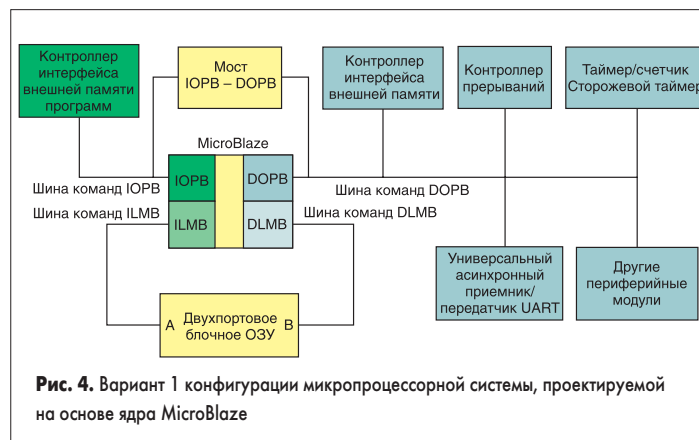 Контроллер
интерфейса
внешней памяти
программ
Мост
IOPB – DOPB
Контроллер
интерфейса
внешней памяти
Контроллер
прерываний
Таймер/счетчик
Сторожевой таймер
MicroBlaze
IOPB
DOPB
ILMB
DLMB
Шина команд IOPB
Шина команд DOPB
Шина команд ILMB
Шина команд DLMB
Универсальный
асинхронный
приемник/
передатчик UART
Другие
периферийные
модули
A Двухпортовое B
блочное ОЗУ
Рис. 4. Вариант 1 конфигурации микропроцессорной системы, проектируемой
на основе ядра MicroBlaze